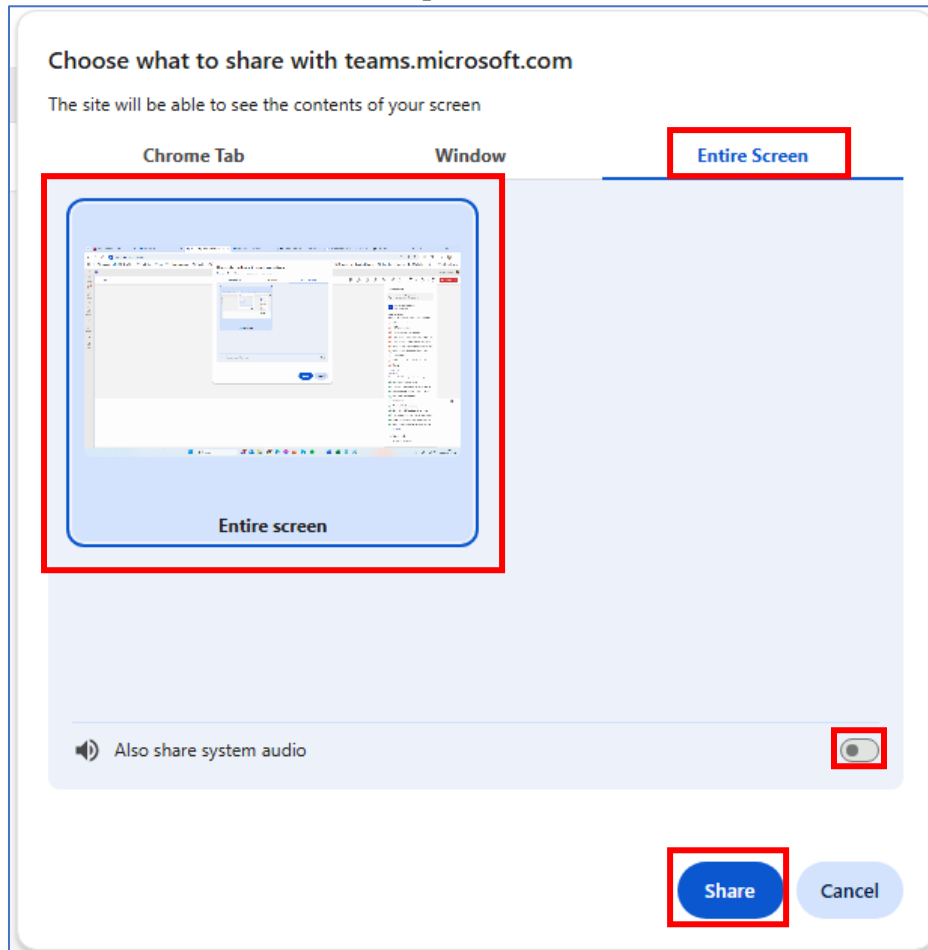 Choose what to share with teams.microsoft.com
The site will be able to see the contents of your screen
Chrome Tab Window Entire Screen
Entire screen
Also share system audio
Share Cancel